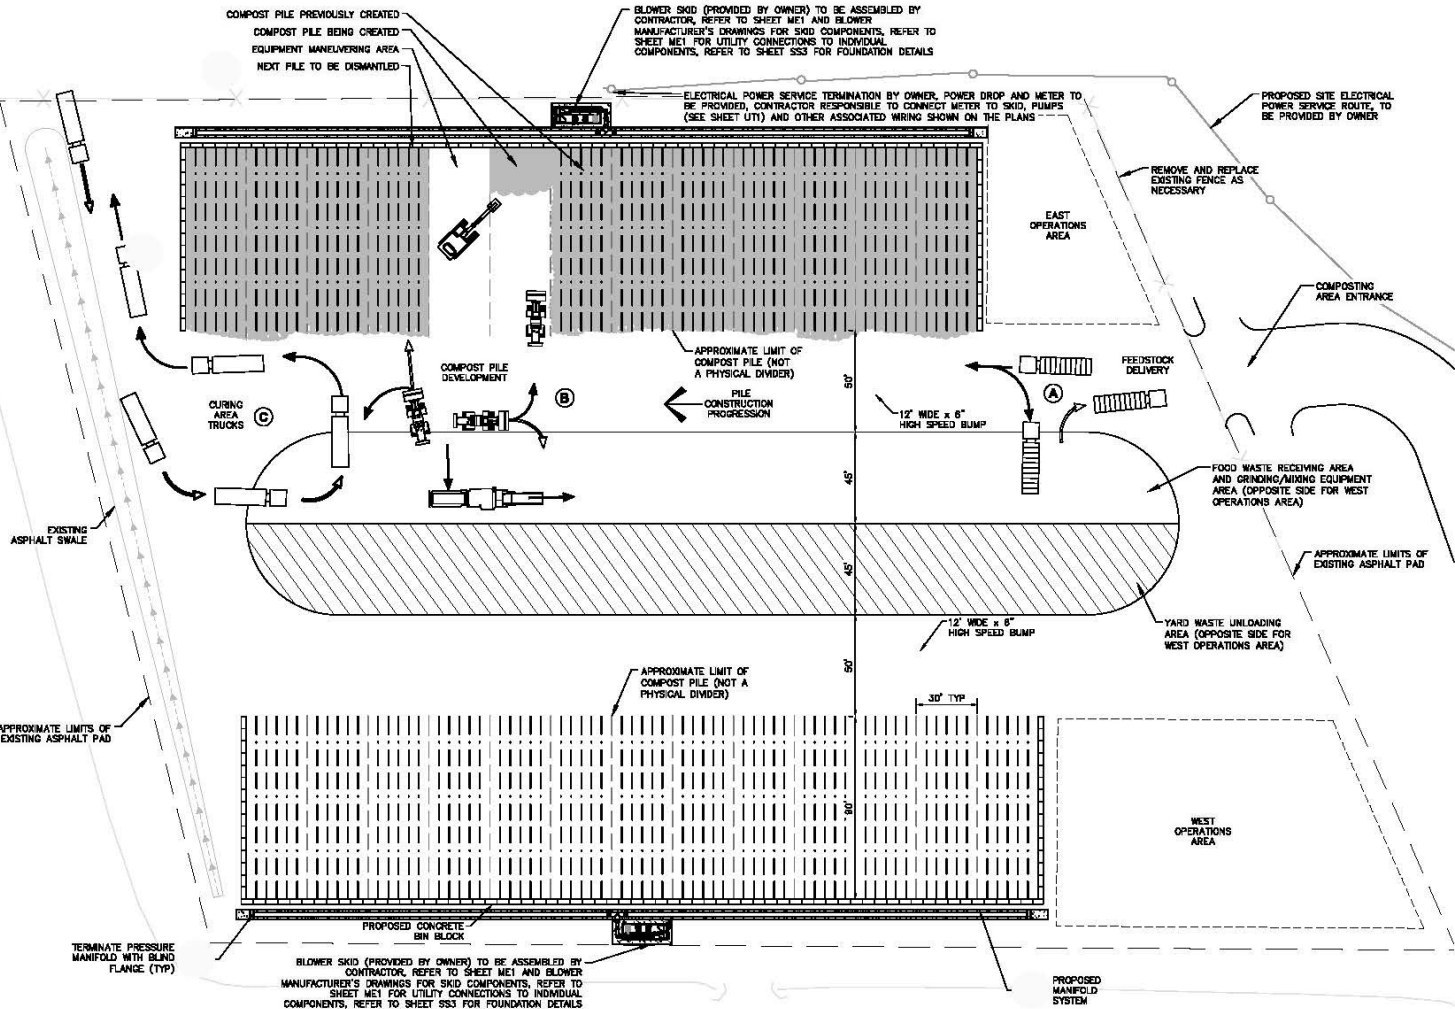 COMPOST PILE PREVIOUSLY CREATED
COMPOST PILE BEING CREATED
EQUIPMENT MANEUVERING AREA
NEXT PILE TO BE DISMANTLED
BLOWER SKID (PROVIDED BY OWNER) TO BE ASSEMBLED BY
CONTRACTOR, REFER TO SHEET ME1 AND BLOWER
MANUFACTURER'S DRAWINGS FOR SKID COMPONENTS, REFER TO
SHEET ME1 FOR UTILITY CONNECTIONS TO INDIVIDUAL
COMPONENTS, REFER TO SHEET SS3 FOR FOUNDATION DETAILS
ELECTRICAL POWER SERVICE TERMINATION BY OWNER, POWER DROP AND METER TO
BE PROVIDED, CONTRACTOR RESPONSIBLE TO CONNECT METER TO SKID, PUMPS
(SEE SHEET UT1) AND OTHER ASSOCIATED WIRING SHOWN ON THE PLANS
PROPOSED SITE ELECTRICAL
POWER SERVICE ROUTE, TO
BE PROVIDED BY OWNER
REMOVE AND REPLACE
EXISTING FENCE AS
NECESSARY
EAST
OPERATIONS
AREA
COMPOSTING
AREA ENTRANCE
APPROXIMATE LIMIT OF
COMPOST PILE (NOT
A PHYSICAL DIVIDER)
COMPOST PILE
DEVELOPMENT
B
PILE
CONSTRUCTION
PROGRESSION
50'
12' WIDE x 6"
HIGH SPEED BUMP
A
FEEDSTOCK
DELIVERY
CURING
AREA
TRUCKS
C
45'
FOOD WASTE RECEIVING AREA
AND GRINDING/MIXING EQUIPMENT
AREA (OPPOSITE SIDE FOR WEST
OPERATIONS AREA)
EXISTING
ASPHALT SWALE
45'
APPROXIMATE LIMITS OF
EXISTING ASPHALT PAD
12' WIDE x 6"
HIGH SPEED BUMP
YARD WASTE UNLOADING
AREA (OPPOSITE SIDE FOR
WEST OPERATIONS AREA)
APPROXIMATE LIMIT OF
COMPOST PILE (NOT A
PHYSICAL DIVIDER)
50'
30' TYP
APPROXIMATE LIMITS OF
EXISTING ASPHALT PAD
90'
WEST
OPERATIONS
AREA
PROPOSED CONCRETE
BIN BLOCK
TERMINATE PRESSURE
MANIFOLD WITH BLIND
FLANGE (TYP)
BLOWER SKID (PROVIDED BY OWNER) TO BE ASSEMBLED BY
CONTRACTOR, REFER TO SHEET ME1 AND BLOWER
MANUFACTURER'S DRAWINGS FOR SKID COMPONENTS, REFER TO
SHEET ME1 FOR UTILITY CONNECTIONS TO INDIVIDUAL
COMPONENTS, REFER TO SHEET SS3 FOR FOUNDATION DETAILS
PROPOSED
MANIFOLD
SYSTEM